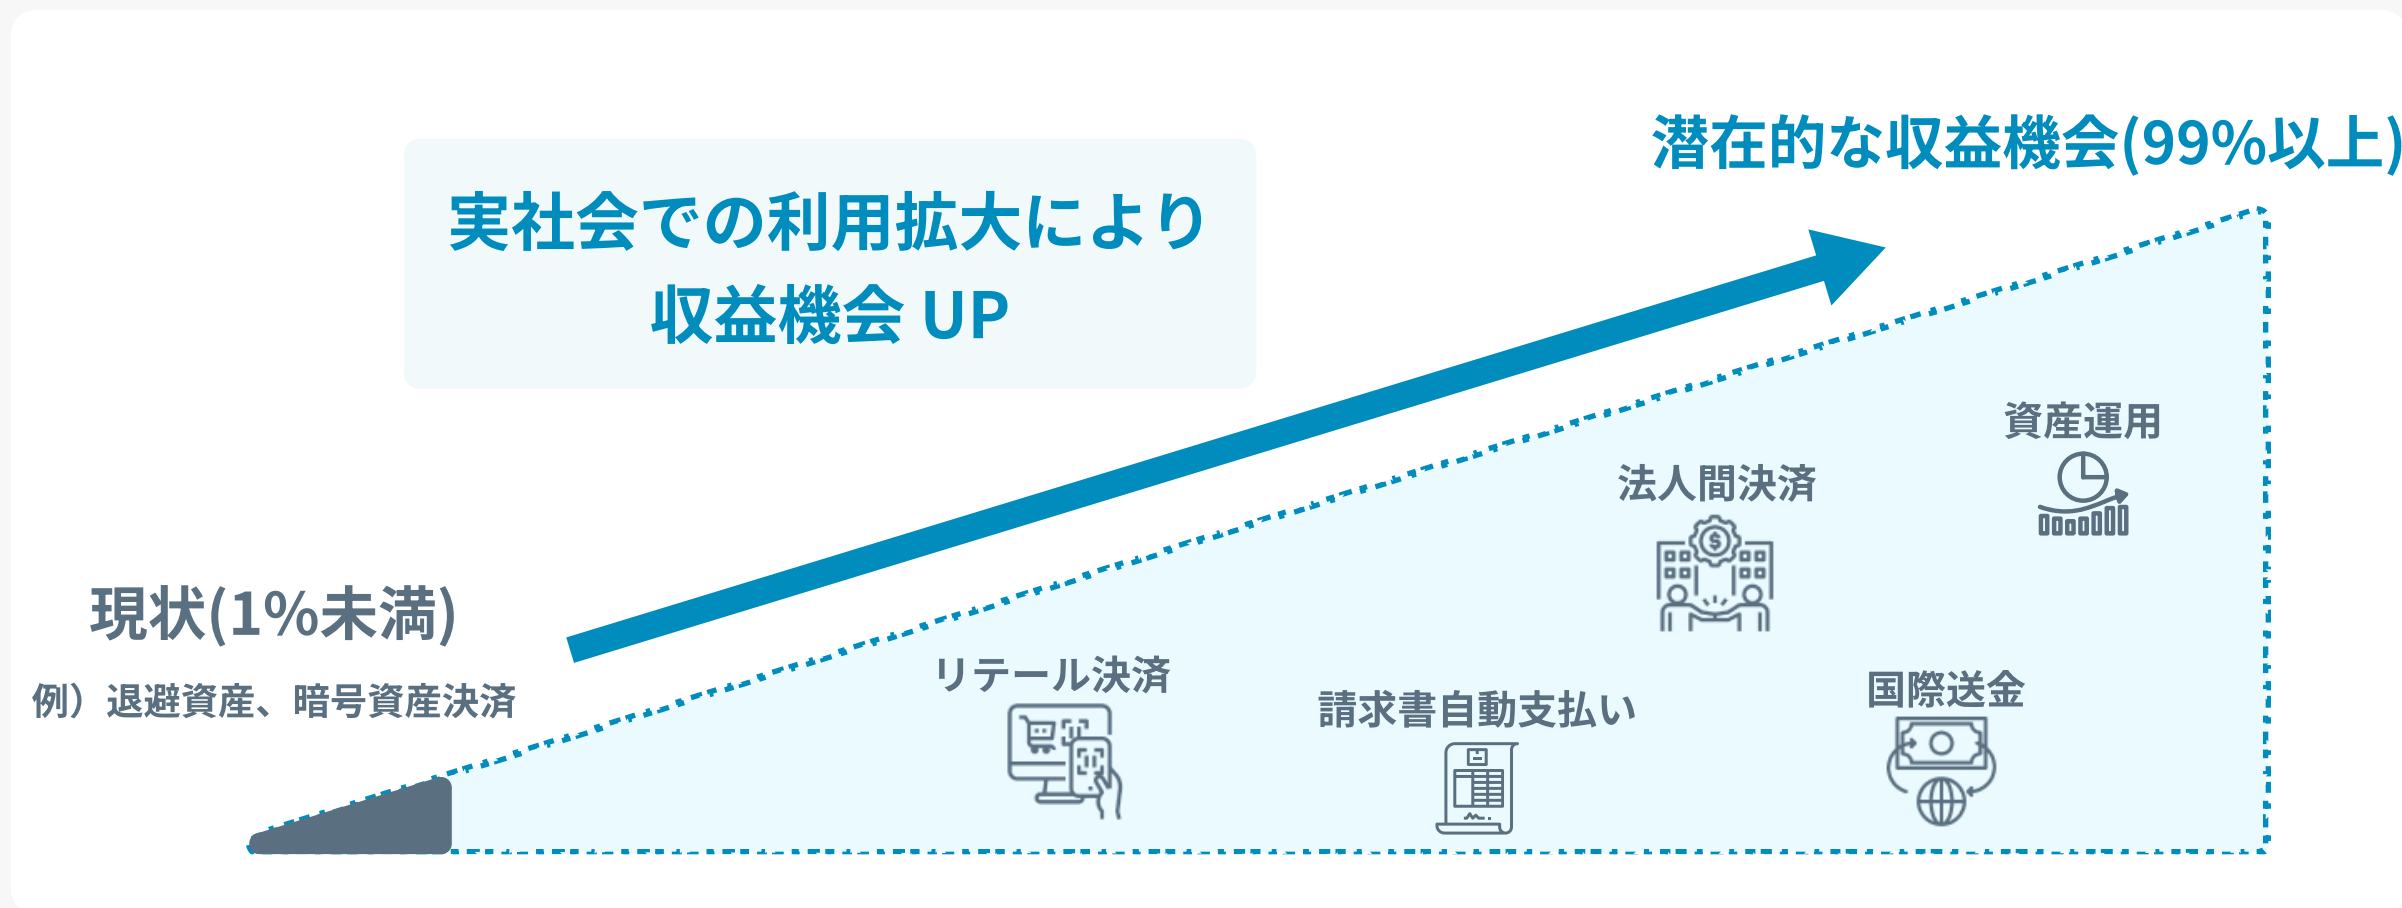 潜在的な収益機会(99%以上)
実社会での利用拡大により
収益機会 UP
資産運用
法人間決済
現状(1%未満)
例）退避資産、暗号資産決済
リテール決済
請求書自動支払い
国際送金